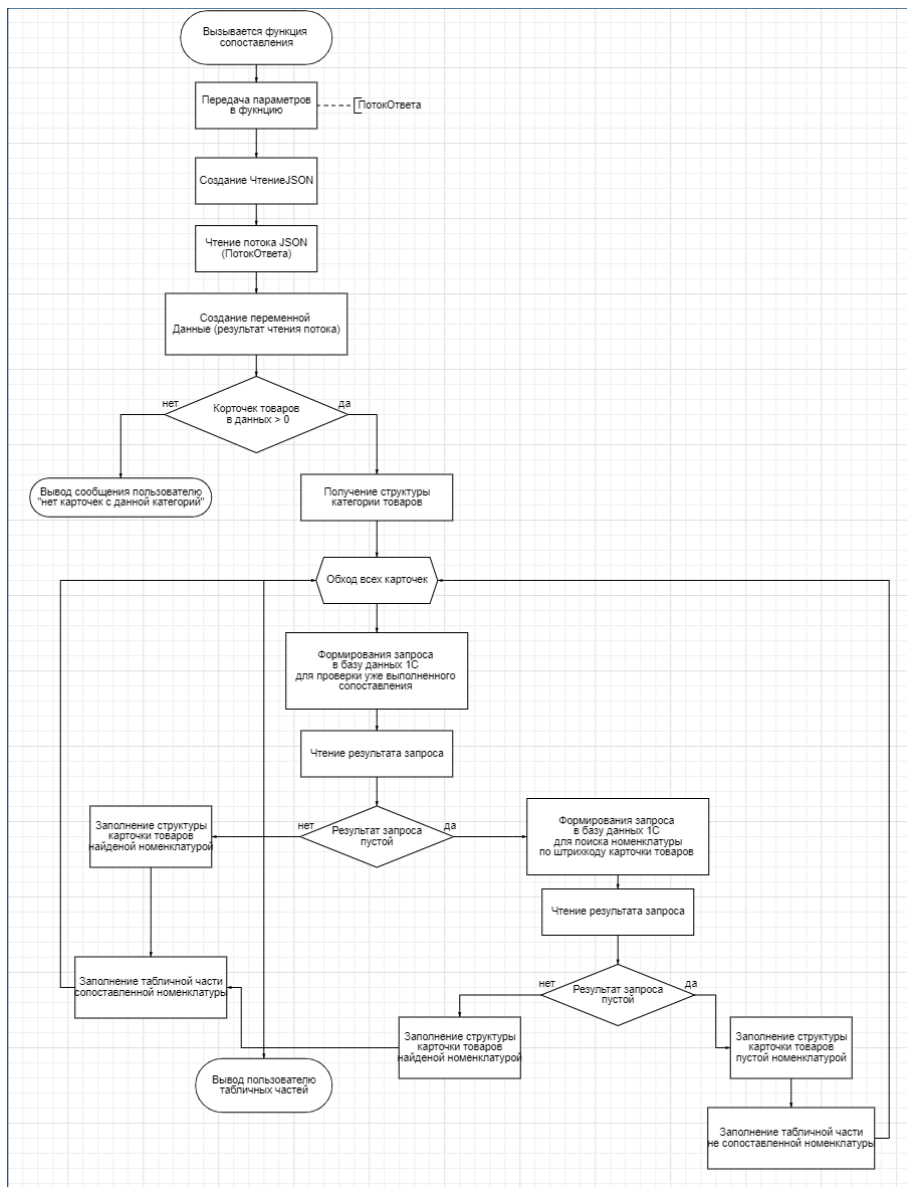 Вызывается функция
сопоставления
Передача параметров
в фукнцию
ПотокОтвета
Создание ЧтениеJSON
Чтение потока JSON
(ПотокОтвета)
Создание переменной
Данные (результат чтения потока)
нет
Корточек товаров
в данных > 0
да
Вывод сообщения пользователю
"нет карточек с данной категорий"
Получение структуры
категории товаров
Обход всех карточек
Формирования запроса
в базу данных 1С
для проверки уже выполненного
сопоставления
Чтение результата запроса
нет
Результат запроса
пустой
да
Заполнение структуры
карточки товаров
найденой номенклатурой
Формирования запроса
в базу данных 1С
для поиска номенклатуры
по штрихкоду карточки товаров
Чтение результата запроса
нет
Результат запроса
пустой
да
Заполнение табличной части
сопоставленной номенклатуры
Заполнение структуры
карточки товаров
найденой номенклатурой
Заполнение структуры
карточки товаров
пустой номенклатурой
Вывод пользователю
табличных частей
Заполнение табличной части
не сопоставленной номенклатуры